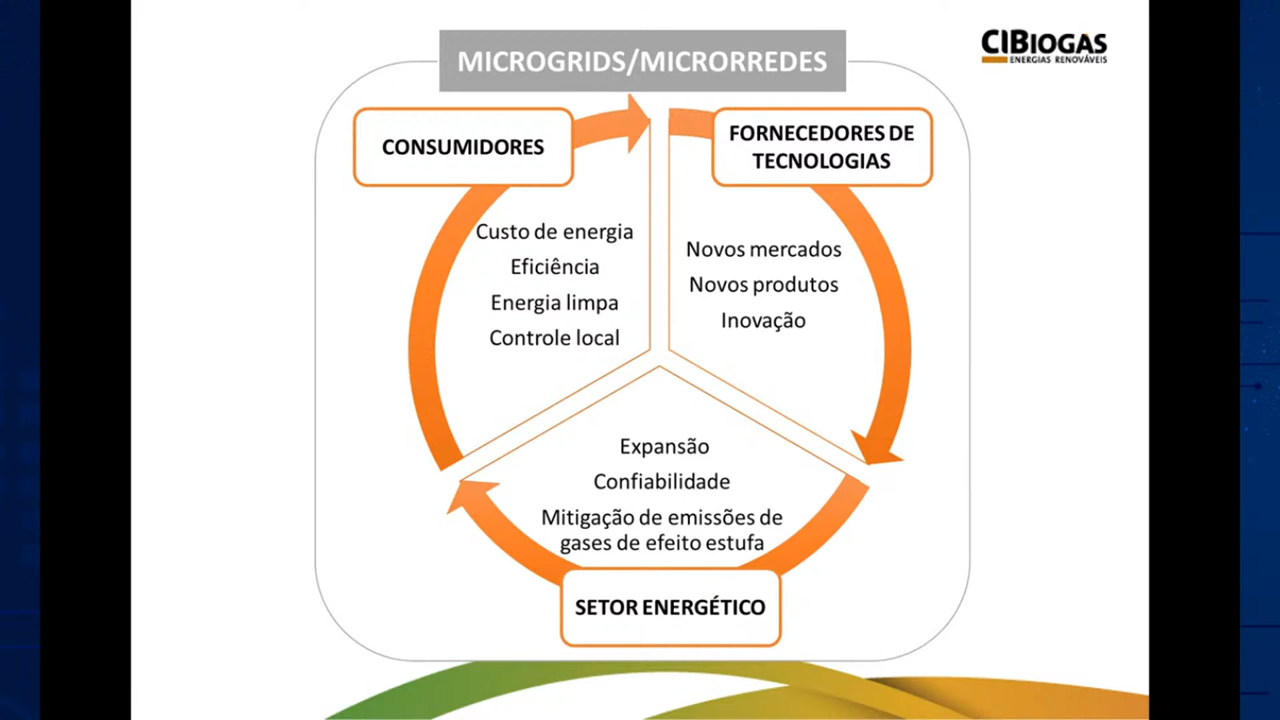 MICROGRIDS/MICRORREDES
CIBIOGÁS
ENERGIAS RENOVÁVEIS
CONSUMIDORES
Custo de energia
Eficiência
Energia limpa
Controle local
FORNECEDORES DE
TECNOLOGIAS
Novos mercados
Novos produtos
Inovação
Expansão
Confiabilidade
Mitigação de emissões de
gases de efeito estufa
SETOR ENERGÉTICO